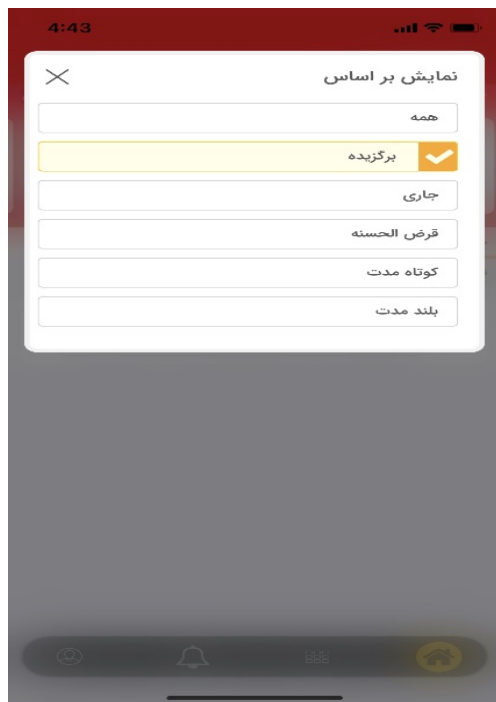 4:43
نمایش بر اساس
همه
برگزیده
جاری
قرض الحسنه
کوتاه مدت
بلند مدت